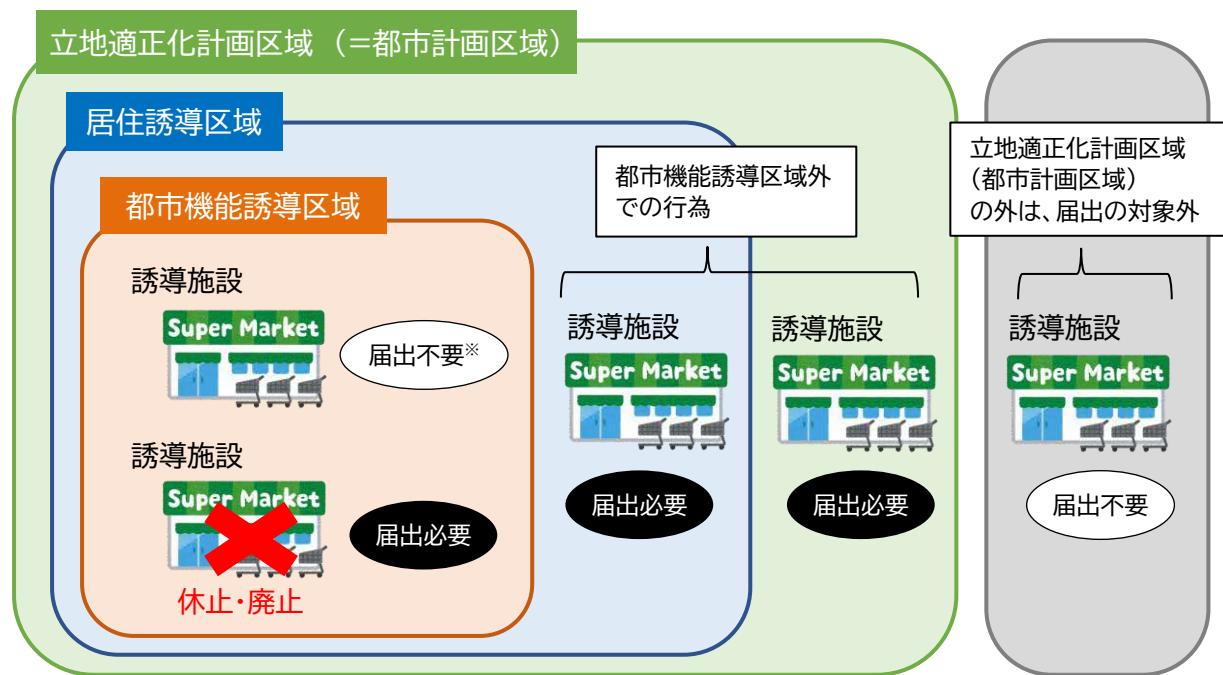 立地適正化計画区域（＝都市計画区域）
居住誘導区域
都市機能誘導区域
誘導施設
Super Market
届出不要※
誘導施設
Super Market
休止・廃止
届出必要
都市機能誘導区域外
での行為
誘導施設
Super Market
届出必要
誘導施設
Super Market
届出必要
立地適正化計画区域
（都市計画区域）
の外は、届出の対象外
誘導施設
Super Market
届出不要